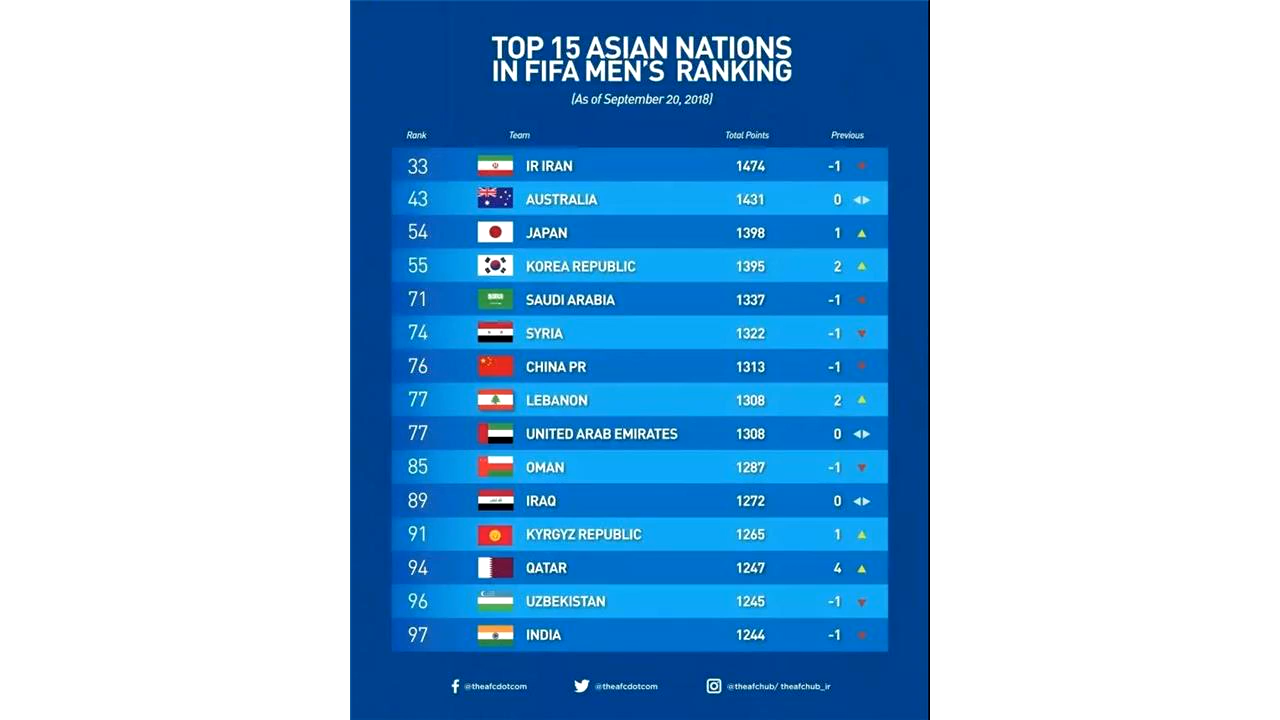 TOP 15 ASIAN NATIONS
IN FIFA MEN'S RANKING
(As of September 20, 2018)
Rank Team Total Points Previous
33 IR IRAN 1474 -1
43 AUSTRALIA 1431 0
54 JAPAN 1398 1
55 KOREA REPUBLIC 1395 2
71 SAUDI ARABIA 1337 -1
74 SYRIA 1322 -1
76 CHINA PR 1313 -1
77 LEBANON 1308 2
77 UNITED ARAB EMIRATES 1308 0
85 OMAN 1287 -1
89 IRAQ 1272 0
91 KYRGYZ REPUBLIC 1265 1
94 QATAR 1247 4
96 UZBEKISTAN 1245 -1
97 INDIA 1244 -1
@theafcdotcom @theafcdotcom @theafchub/ theafchub_ir